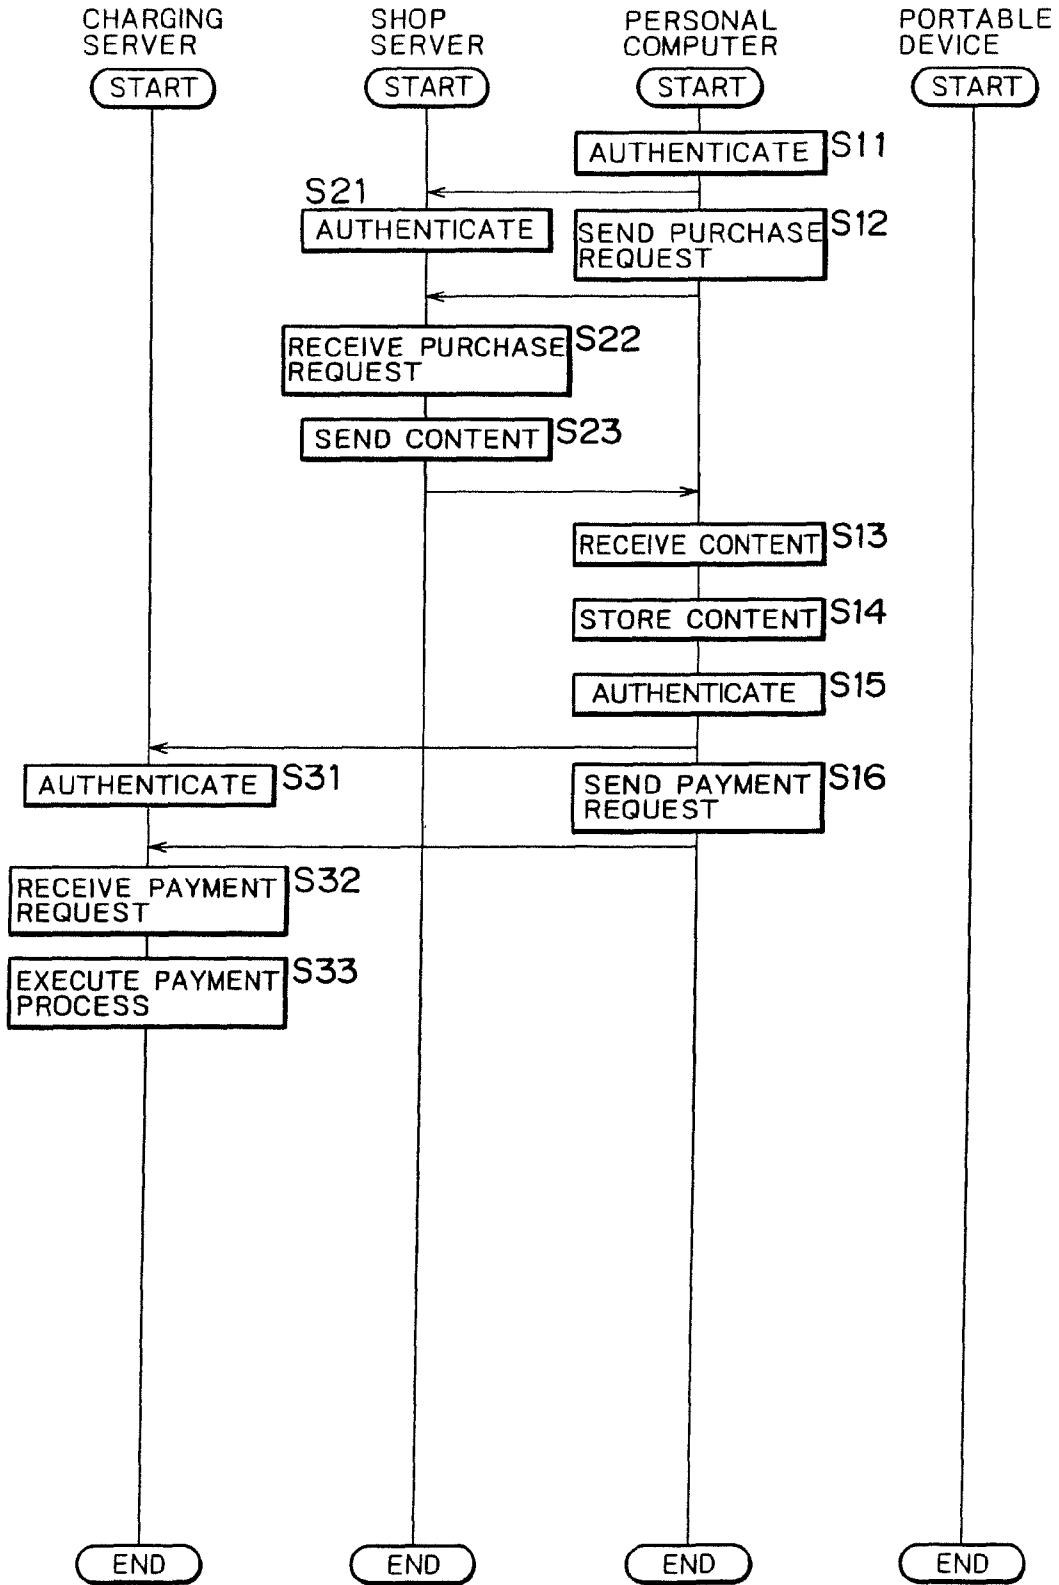 CHARGING
SERVER
SHOP
SERVER
PERSONAL
COMPUTER
PORTABLE
DEVICE
START
START
START
START
AUTHENTICATE
S11
S21
AUTHENTICATE
SEND PURCHASE
REQUEST
S12
RECEIVE PURCHASE
REQUEST
S22
SEND CONTENT
S23
RECEIVE CONTENT
S13
STORE CONTENT
S14
AUTHENTICATE
S15
AUTHENTICATE
S31
SEND PAYMENT
REQUEST
S16
RECEIVE PAYMENT
REQUEST
S32
EXECUTE PAYMENT
PROCESS
S33
END
END
END
END